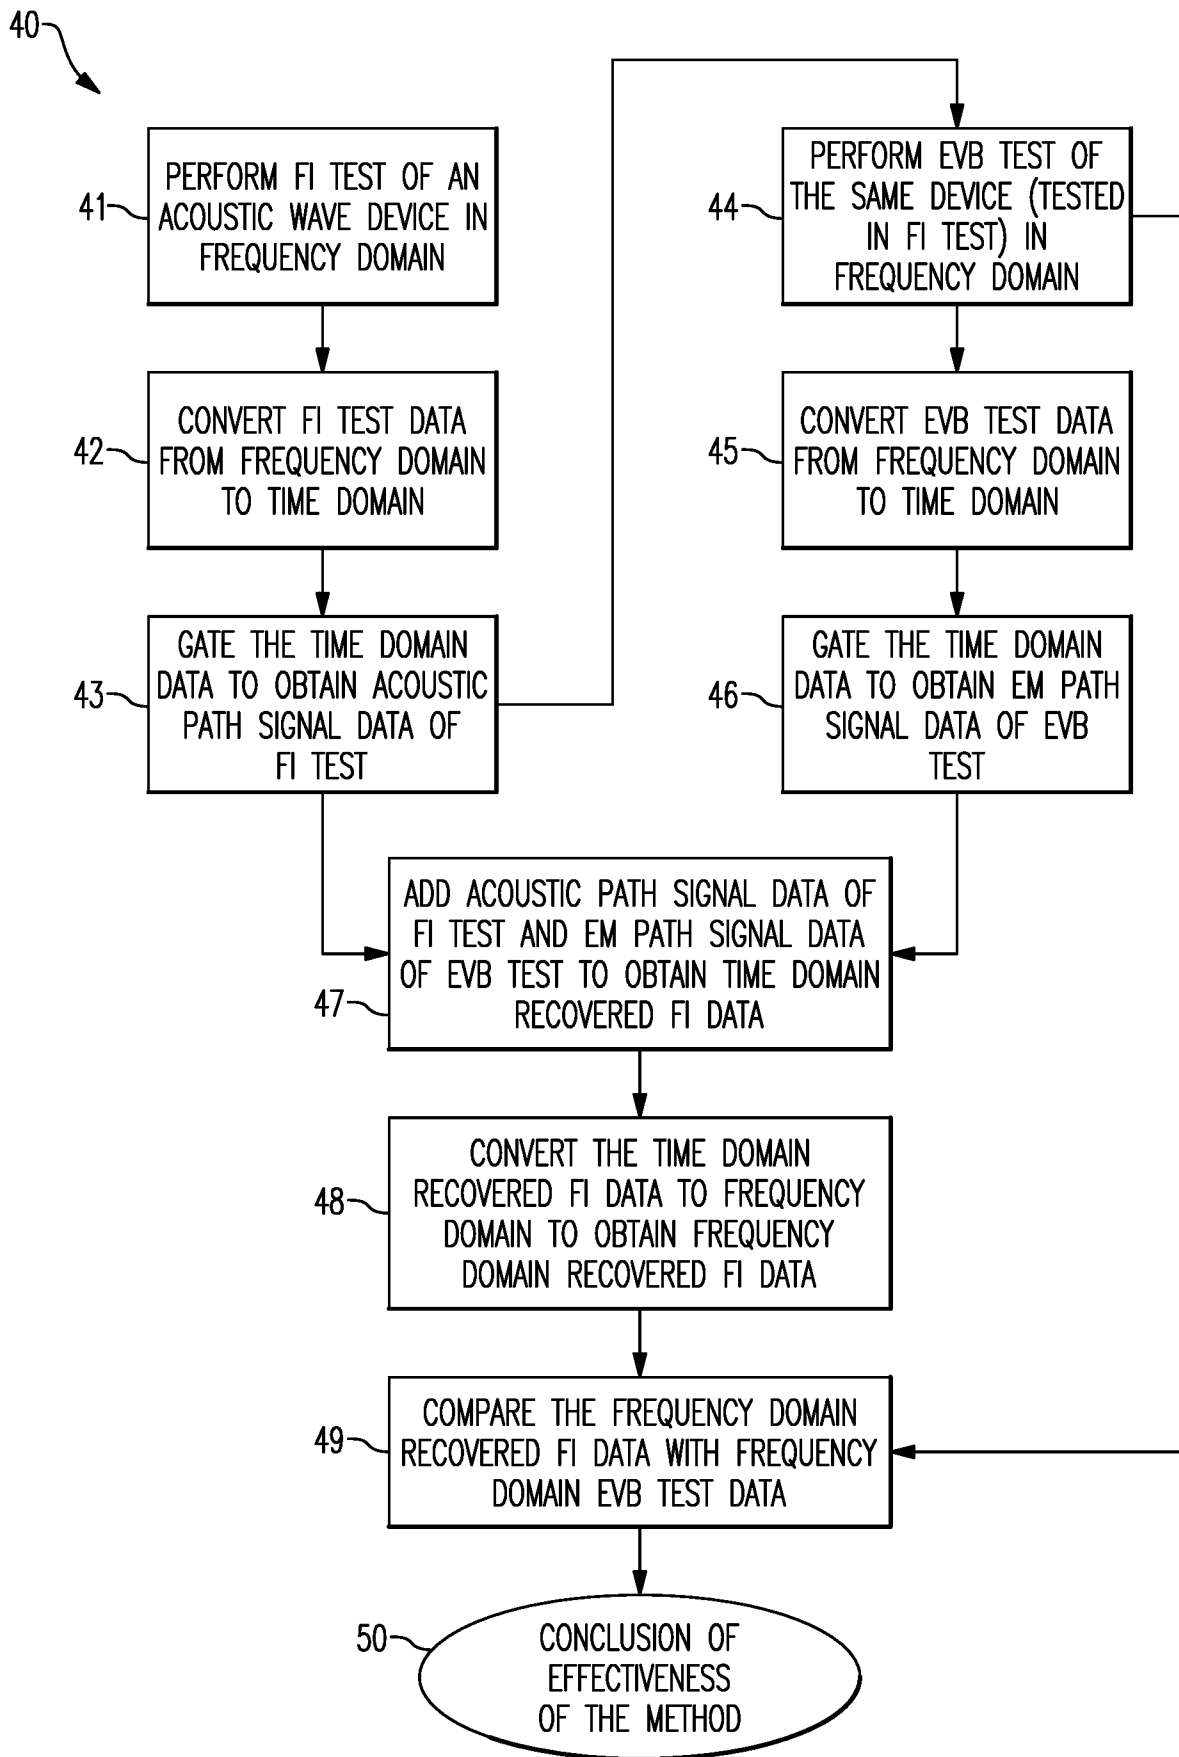 40
41
PERFORM FI TEST OF AN
ACOUSTIC WAVE DEVICE IN
FREQUENCY DOMAIN
42
CONVERT FI TEST DATA
FROM FREQUENCY DOMAIN
TO TIME DOMAIN
43
GATE THE TIME DOMAIN
DATA TO OBTAIN ACOUSTIC
PATH SIGNAL DATA OF
FI TEST
44
PERFORM EVB TEST OF
THE SAME DEVICE (TESTED
IN FI TEST) IN
FREQUENCY DOMAIN
45
CONVERT EVB TEST DATA
FROM FREQUENCY DOMAIN
TO TIME DOMAIN
46
GATE THE TIME DOMAIN
DATA TO OBTAIN EM PATH
SIGNAL DATA OF EVB
TEST
47
ADD ACOUSTIC PATH SIGNAL DATA OF
FI TEST AND EM PATH SIGNAL DATA
OF EVB TEST TO OBTAIN TIME DOMAIN
RECOVERED FI DATA
48
CONVERT THE TIME DOMAIN
RECOVERED FI DATA TO FREQUENCY
DOMAIN TO OBTAIN FREQUENCY
DOMAIN RECOVERED FI DATA
49
COMPARE THE FREQUENCY DOMAIN
RECOVERED FI DATA WITH FREQUENCY
DOMAIN EVB TEST DATA
50
CONCLUSION OF
EFFECTIVENESS
OF THE METHOD